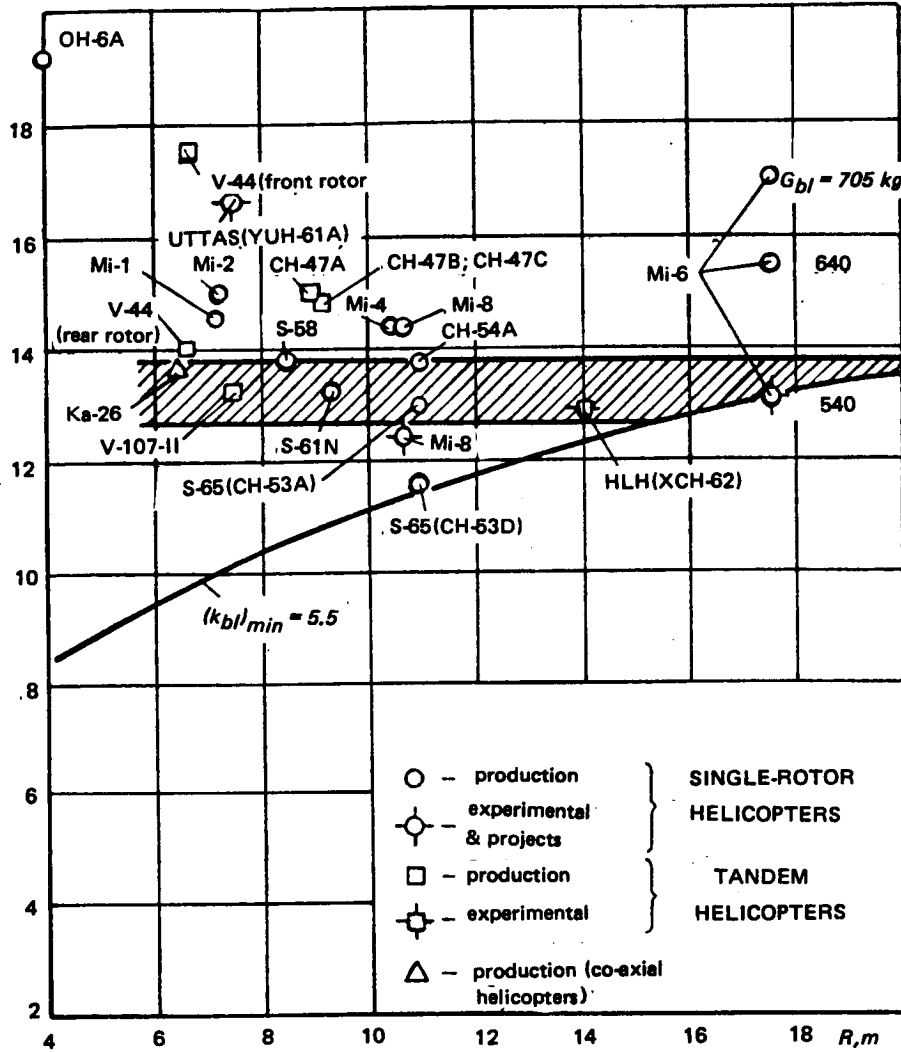 OH-6A
18
V-44 (front rotor
G_bl = 705 kg
UTTAS(YUH-61A)
16
Mi-1
Mi-2
CH-47A
CH-47B; CH-47C
Mi-6
640
V-44
(rear rotor)
Mi-4
Mi-8
S-58
CH-54A
14
Ka-26
V-107-II
S-61N
Mi-8
540
12
S-65(CH-53A)
HLH(XCH-62)
S-65(CH-53D)
10
(k_bl)_min = 5.5
8
– production
SINGLE-ROTOR
HELICOPTERS
6
– experimental
& projects
– production
TANDEM
HELICOPTERS
4
– experimental
– production (co-axial
helicopters)
2
4 6 8 10 12 14 16 18 R,m